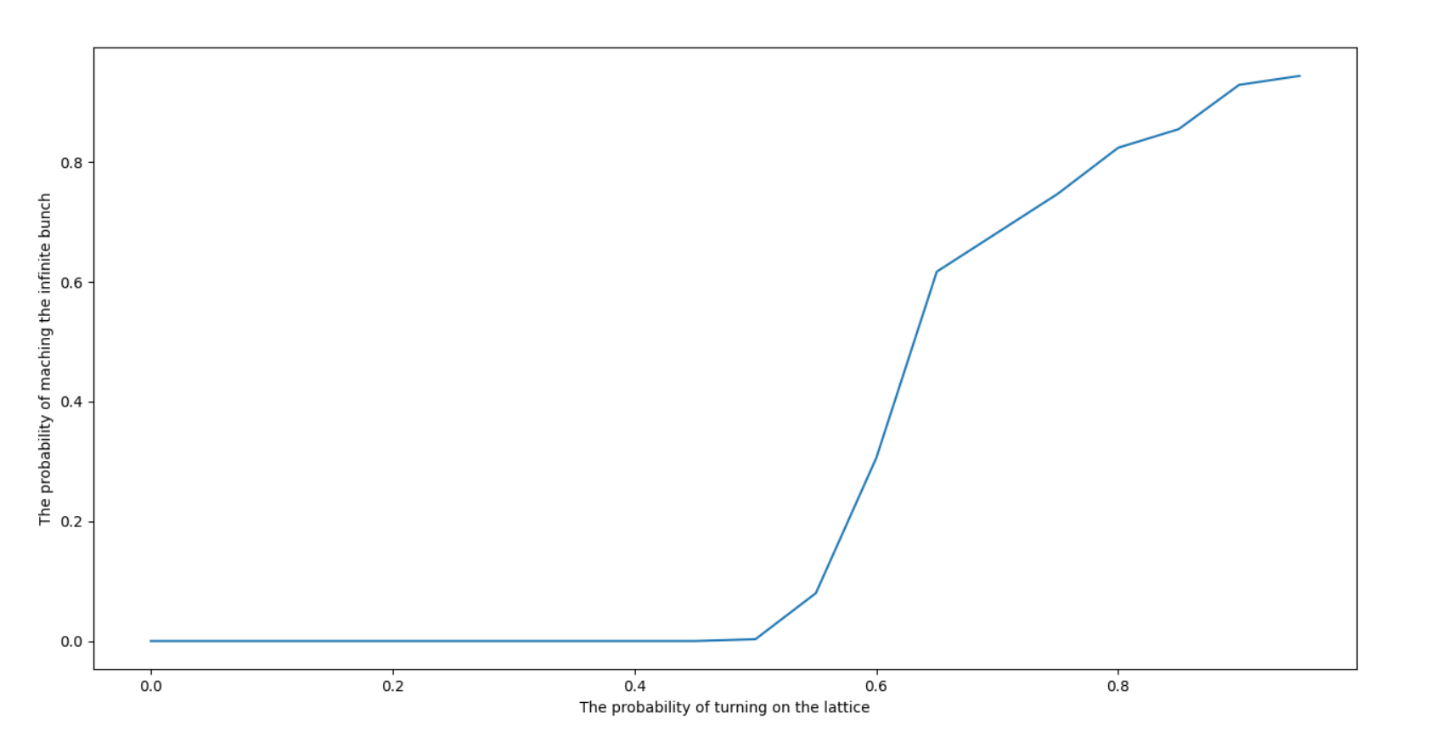 The probability of maching the infinite bunch
0.8
0.6
0.4
0.2
0.0
0.0 0.2 0.4 0.6 0.8
The probability of turning on the lattice